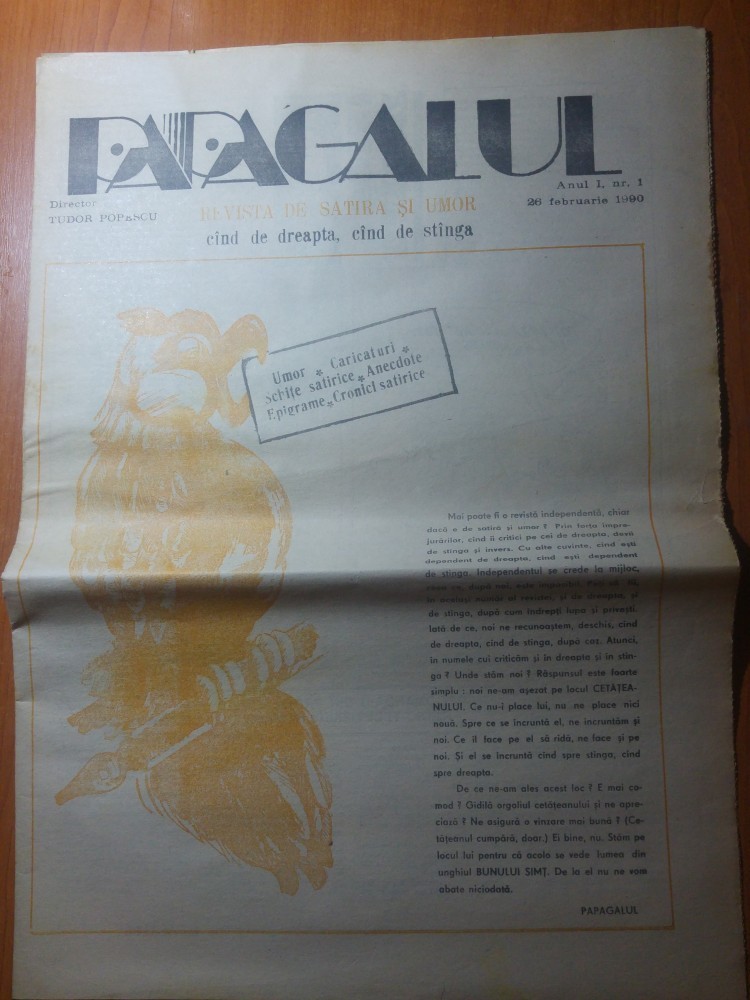 PAPAGALUL
Director
TUDOR POPESCU
REVISTA DE SATIRA ȘI UMOR
cînd de dreapta, cînd de stînga
Anul I, nr. 1
26 februarie 1990
Umor * Caricaturi *
Schițe satirice * Anecdote
Epigrame * Cronici satirice
Mai poate fi o revistă independentă, chiar
dacă e de satiră și umor ? Prin forța împre-
jurărilor, cînd îi critici pe cei de dreapta, devii
de stînga și invers. Cu alte cuvinte, cînd ești
dependent de dreapta, cînd ești dependent
de stînga. Independentul se crede la mijloc,
și de dreapta, și
de stînga, după cum îndrepți lupa și privești.
Iată de ce, noi ne recunoaștem, deschis, cînd
de dreapta, cînd de stînga, după caz. Atunci,
în numele cui criticăm și în dreapta și în stîn-
ga ? Unde stăm noi ? Răspunsul este foarte
simplu : noi ne-am așezat pe locul CETĂȚEA-
NULUI. Ce nu-i place lui, nu ne place nici
nouă. Spre ce se încruntă el, ne încruntăm și
noi. Ce îl face pe el să rîdă, ne face și pe
noi. Și el se încruntă cînd spre stînga, cînd
spre dreapta.
De ce ne-am ales acest loc ? E mai co-
mod ? Gidilă orgoliul cetățeanului și ne apre-
ciază ? Ne asigură o vînzare mai bună ? (Ce-
tățeanul cumpără, doar.) Ei bine, nu. Stăm pe
locul lui pentru că acolo se vede lumea din
unghiul BUNULUI SIMȚ. De la el nu ne vom
abate niciodată.
PAPAGALUL